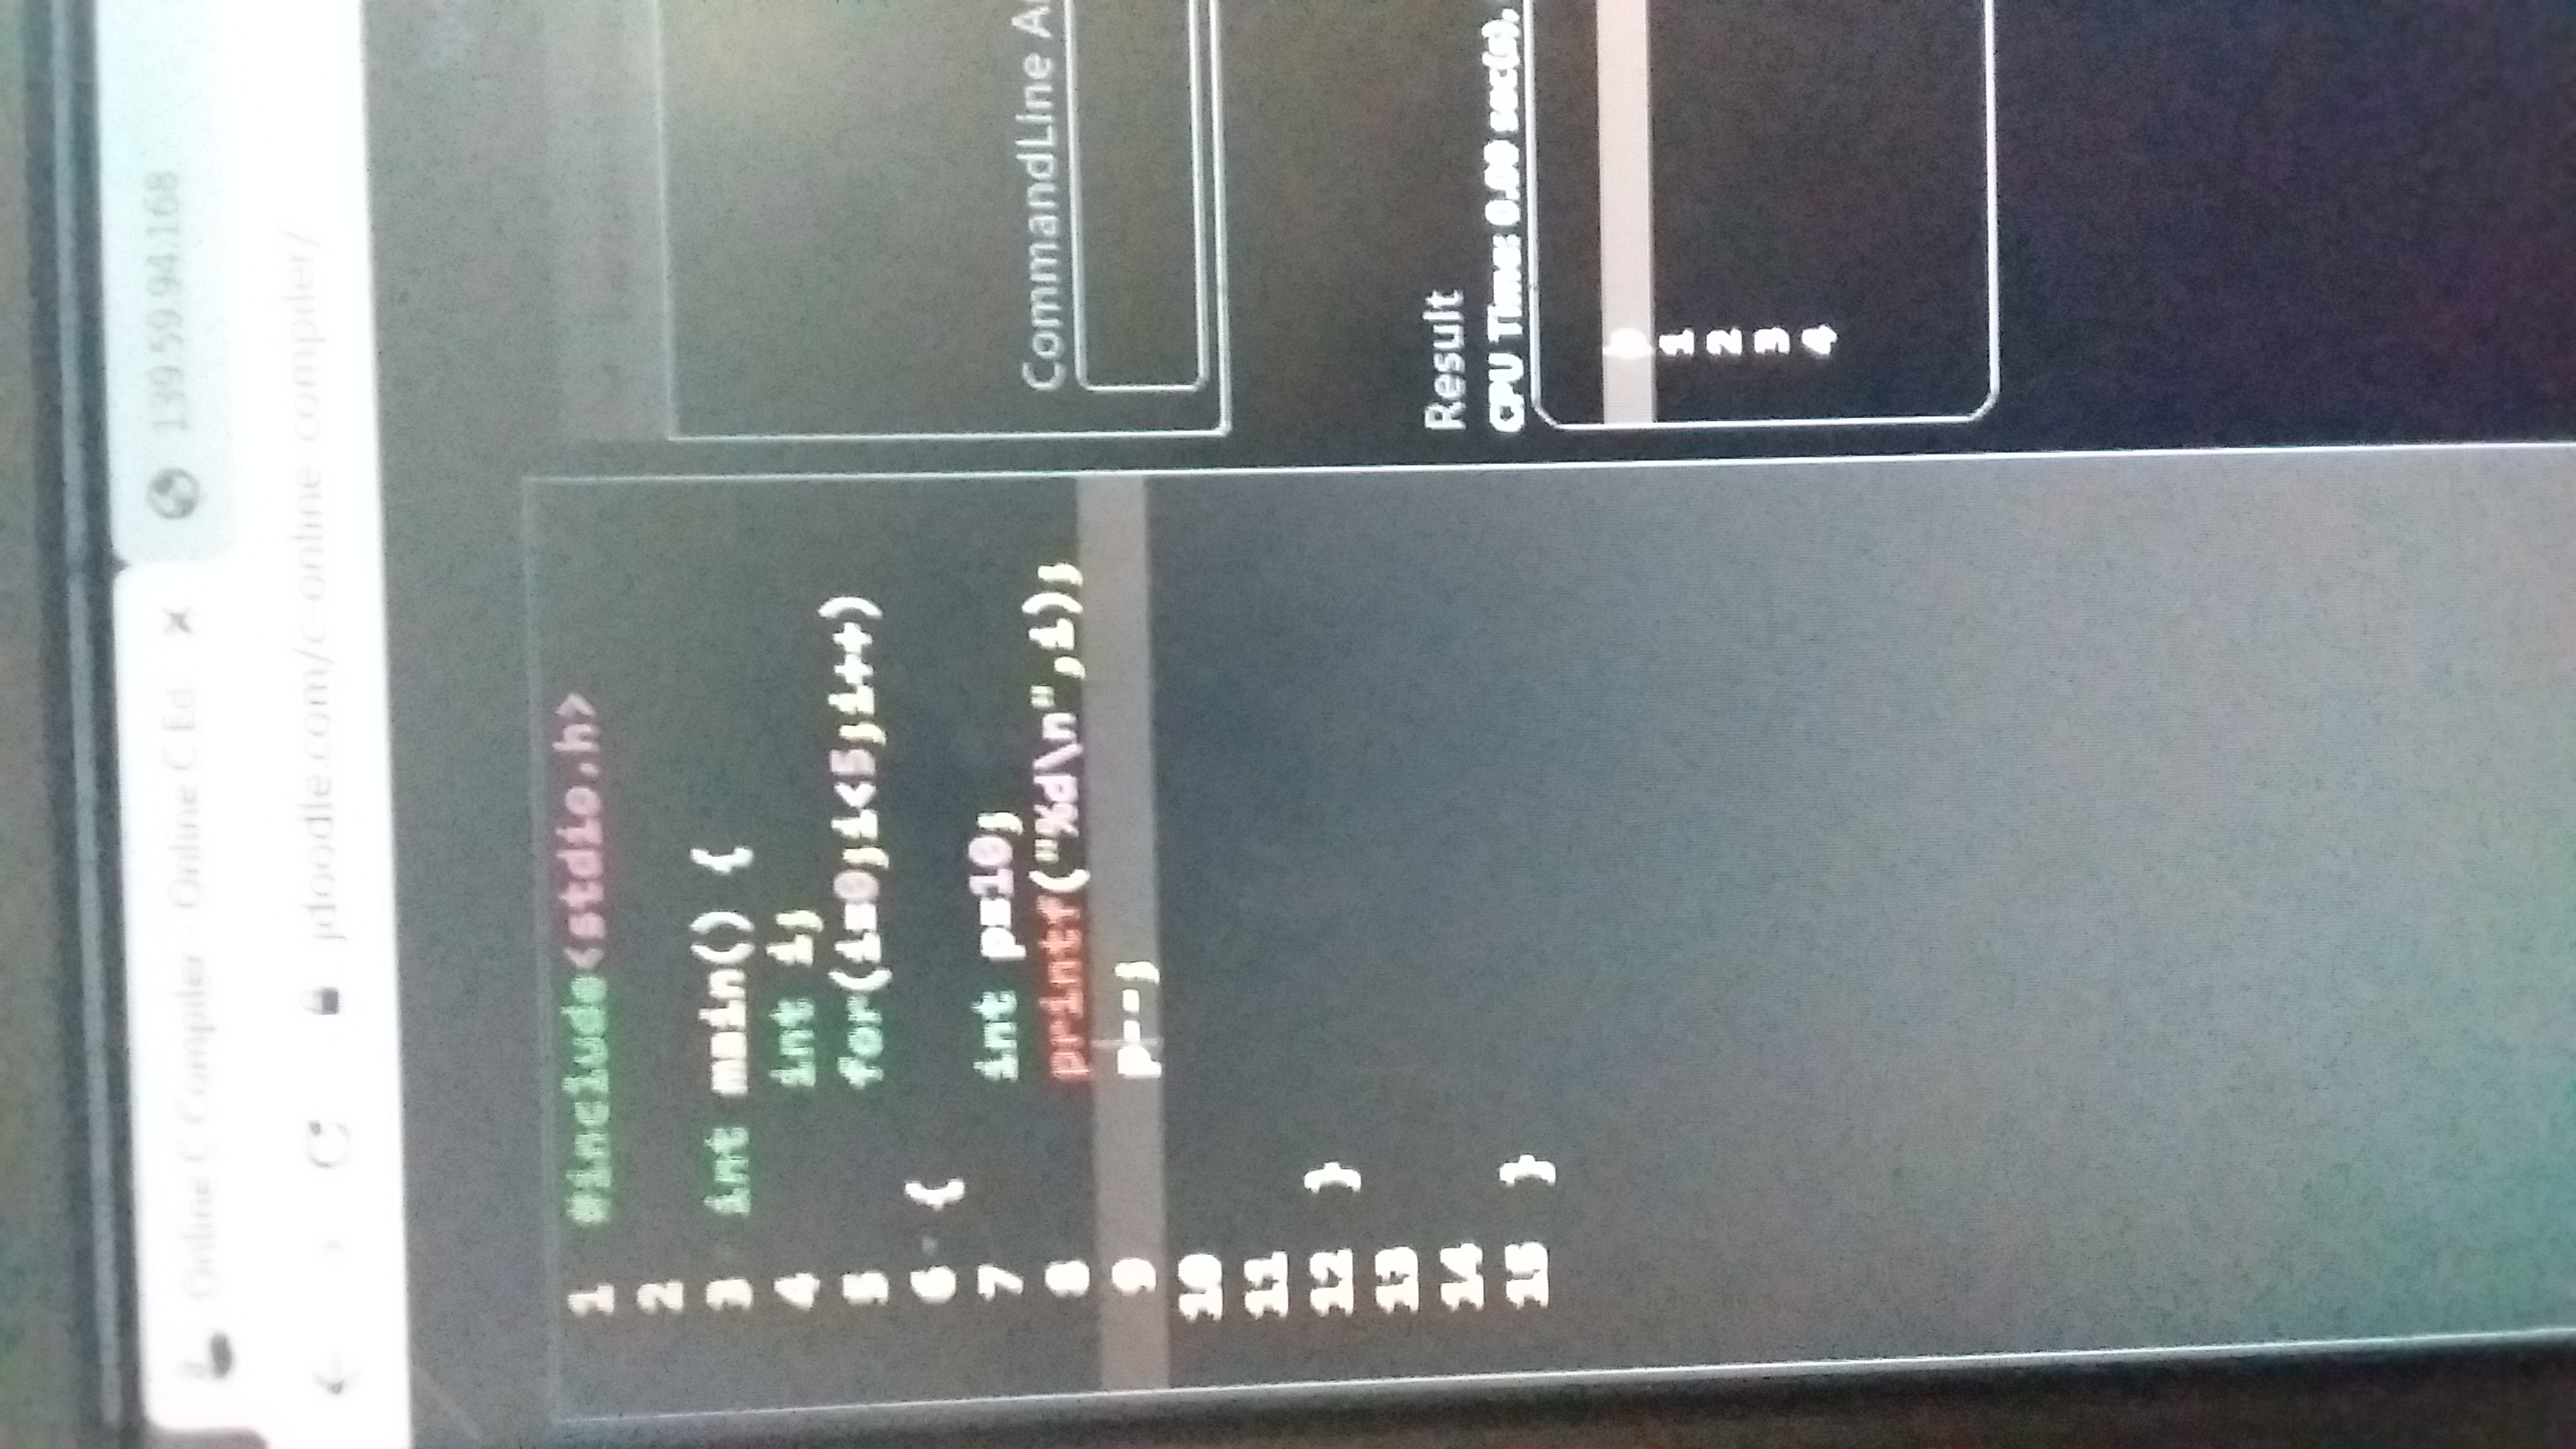 Online C Compiler - Online C Ed
139.59.94.168
jdoodle.com/c-online-compiler/
1 #include<stdio.h>
2
3 int main() {
4 int i;
5 for(i=0;i<5;i++)
6 {
7 int p=10;
8 printf("%d\n",i);
9 p--;
10
11
12 }
13
14
15 }
CommandLine A
Result
CPU Time: 0.00 sec(s),
0
1
2
3
4